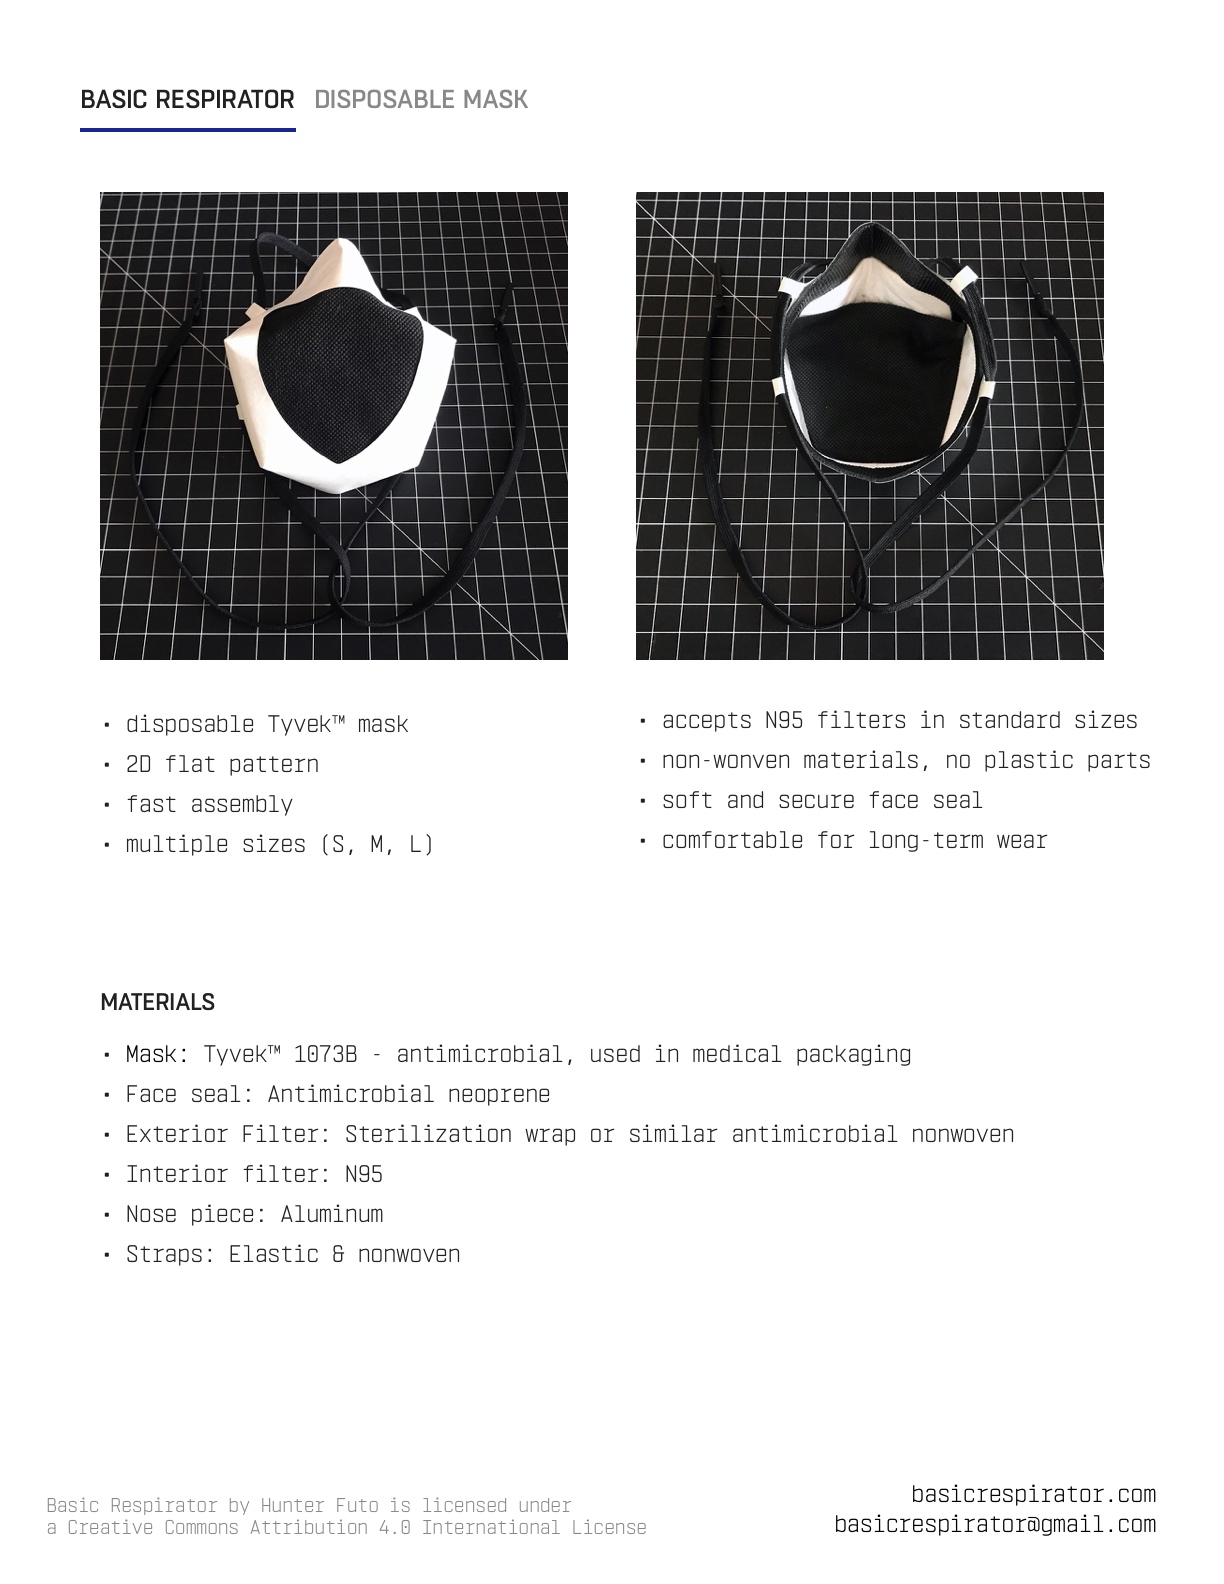 BASIC RESPIRATOR DISPOSABLE MASK
• disposable Tyvek™ mask
• 2D flat pattern
• fast assembly
• multiple sizes (S, M, L)
• accepts N95 filters in standard sizes
• non-wonven materials, no plastic parts
• soft and secure face seal
• comfortable for long-term wear
MATERIALS
• Mask: Tyvek™ 1073B - antimicrobial, used in medical packaging
• Face seal: Antimicrobial neoprene
• Exterior Filter: Sterilization wrap or similar antimicrobial nonwoven
• Interior filter: N95
• Nose piece: Aluminum
• Straps: Elastic & nonwoven
Basic Respirator by Hunter Futo is licensed under
a Creative Commons Attribution 4.0 International License
basicrespirator.com
basicrespirator@gmail.com